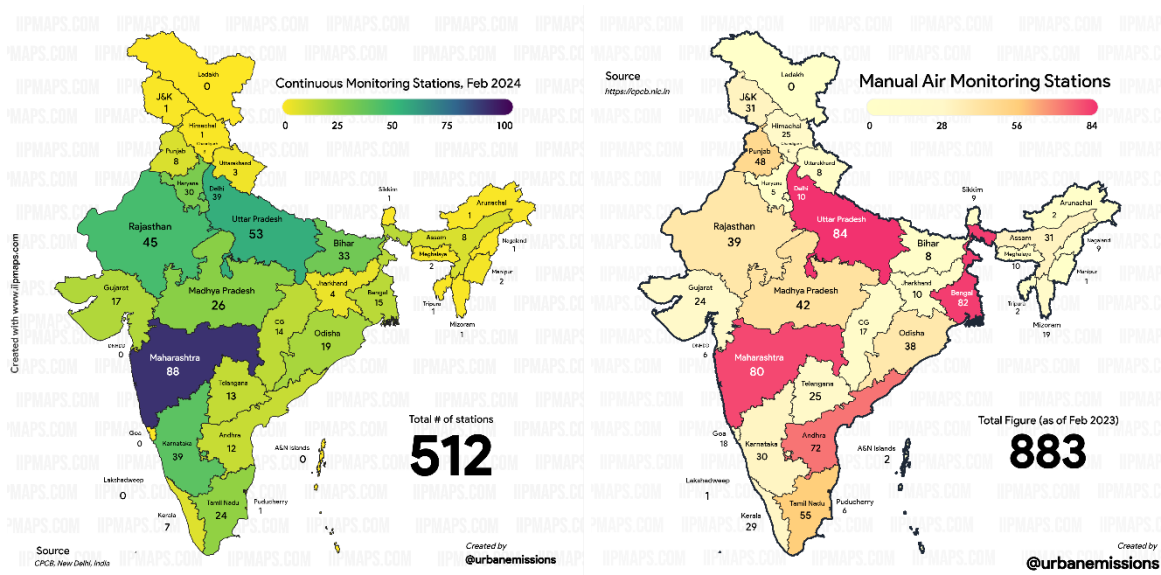 Continuous Monitoring Stations, Feb 2024
0 25 50 75 100
Ladakh
0
J&K
1
Himachal
1
Chandigarh
Punjab
8
Uttarakhand
3
Haryana
30
Delhi
39
Rajasthan
45
Uttar Pradesh
53
Bihar
33
Sikkim
1
Arunachal
1
Assam
8
Nagaland
1
Meghalaya
2
Manipur
2
Tripura
1
Mizoram
1
Gujarat
17
Madhya Pradesh
26
Jharkhand
4
Bengal
15
CG
14
Odisha
19
DNHDD
0
Maharashtra
88
Telangana
13
Goa
0
Karnataka
39
Andhra
12
A&N Islands
0
Lakshadweep
0
Kerala
7
Tamil Nadu
24
Puducherry
1
Total # of stations
512
Created with www.iipmaps.com
Source
CPCB, New Delhi, India
Created by
@urbanemissions
Source
https://cpcb.nic.in
Manual Air Monitoring Stations
0 28 56 84
Ladakh
0
J&K
31
Himachal
25
Chandigarh
Punjab
48
Uttarakhand
8
Haryana
5
Delhi
10
Rajasthan
39
Uttar Pradesh
84
Bihar
8
Sikkim
9
Arunachal
2
Assam
31
Nagaland
9
Meghalaya
10
Manipur
1
Tripura
2
Mizoram
19
Gujarat
24
Madhya Pradesh
42
Jharkhand
10
Bengal
82
CG
17
Odisha
38
DNHDD
6
Maharashtra
80
Telangana
25
Goa
18
Karnataka
30
Andhra
72
A&N Islands
2
Lakshadweep
1
Kerala
29
Tamil Nadu
55
Puducherry
6
Total Figure (as of Feb 2023)
883
Created by
@urbanemissions
IIPMAPS.COM